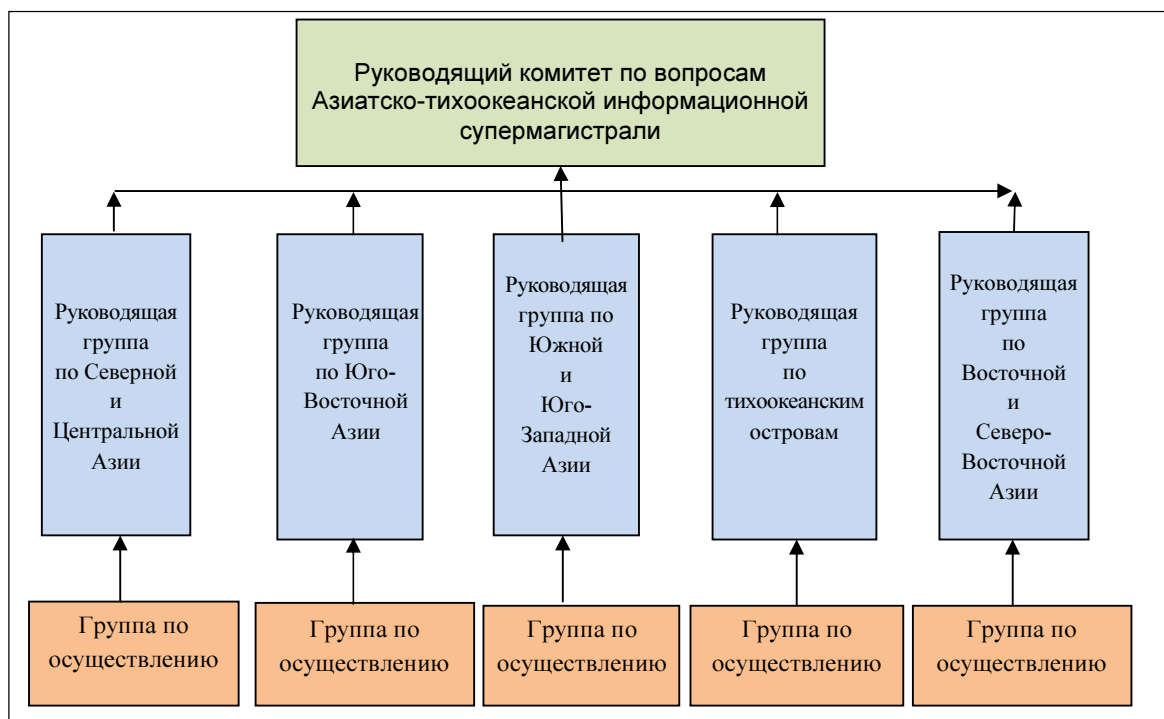 Руководящий комитет по вопросам
Азиатско-тихоокеанской информационной
супермагистрали
Руководящая
группа
по Северной
и
Центральной
Азии
Руководящая
группа
по Юго-
Восточной
Азии
Руководящая
группа по
Южной
и
Юго-
Западной
Азии
Руководящая
группа
по
тихоокеанским
островам
Руководящая
группа
по
Восточной
и
Северо-
Восточной
Азии
Группа по
осуществлению
Группа по
осуществлению
Группа по
осуществлению
Группа по
осуществлению
Группа по
осуществлению